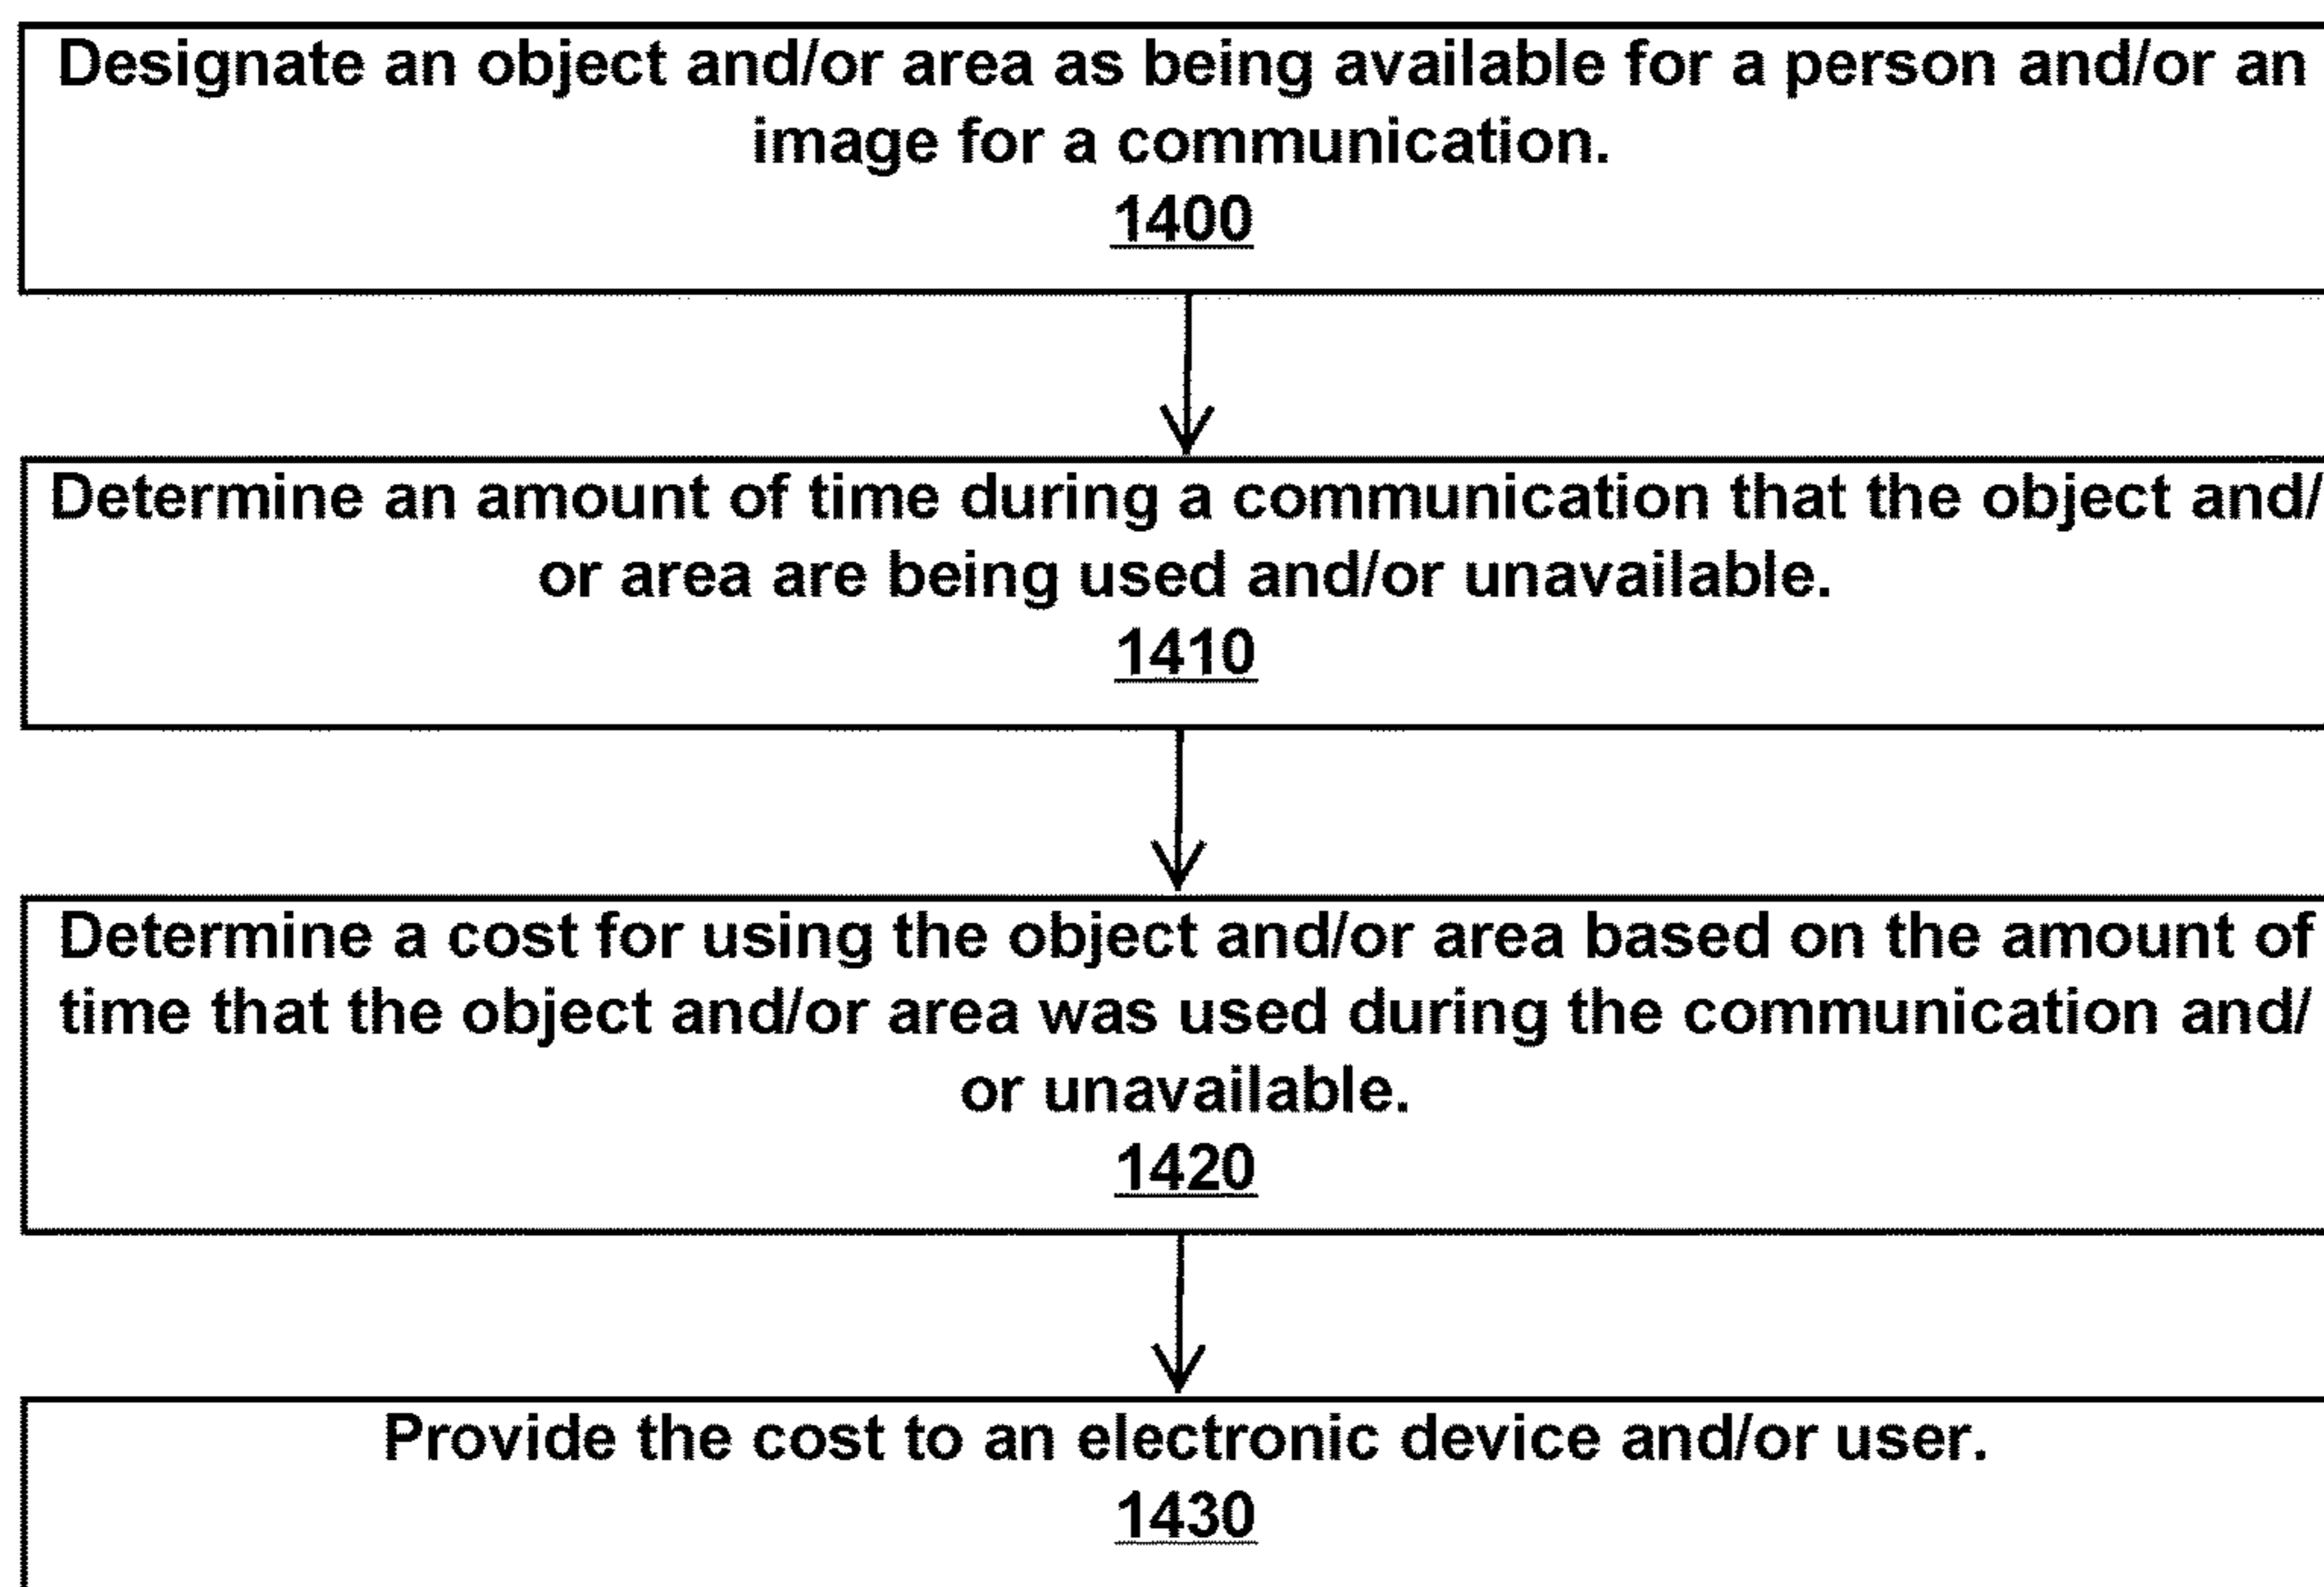 Designate an object and/or area as being available for a person and/or an
image for a communication.
1400
Determine an amount of time during a communication that the object and/
or area are being used and/or unavailable.
1410
Determine a cost for using the object and/or area based on the amount of
time that the object and/or area was used during the communication and/
or unavailable.
1420
Provide the cost to an electronic device and/or user.
1430